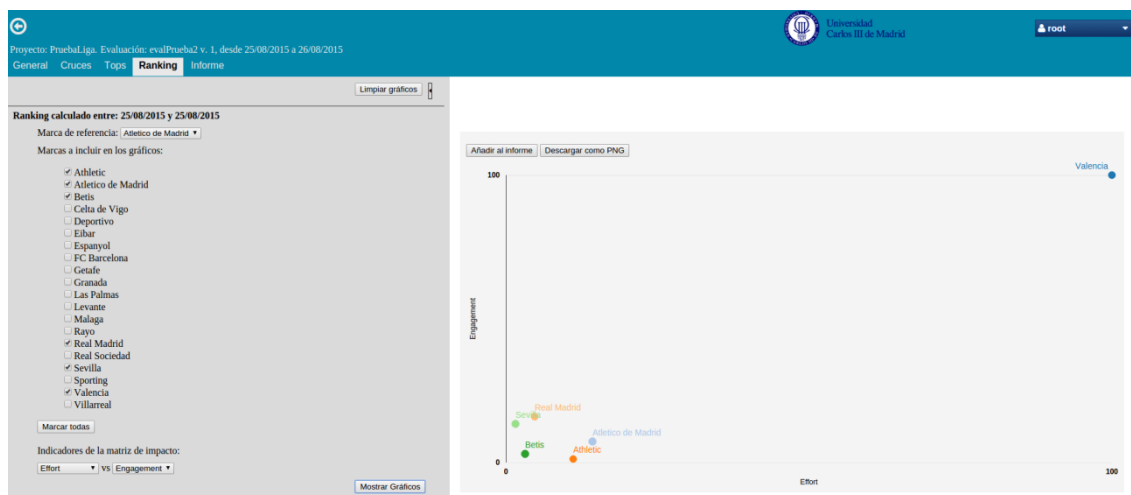 Universidad
Carlos III de Madrid
root
Proyecto: PruebaLiga. Evaluación: evalPrueba2 v. 1, desde 25/08/2015 a 26/08/2015
General Cruces Tops Ranking Informe
Limpiar gráficos
Ranking calculado entre: 25/08/2015 y 25/08/2015
Marca de referencia: Atletico de Madrid
Marcas a incluir en los gráficos:
Athletic
Atletico de Madrid
Betis
Celta de Vigo
Deportivo
Eibar
Espanyol
FC Barcelona
Getafe
Granada
Las Palmas
Levante
Malaga
Rayo
Real Madrid
Real Sociedad
Sevilla
Sporting
Valencia
Villarreal
Marcar todas
Indicadores de la matriz de impacto:
Effort VS Engagement
Mostrar Gráficos
Añadir al informe Descargar como PNG
Valencia
100
Engagement
Real Madrid
Sevilla
Atletico de Madrid
Betis
Athletic
0
0
100
Effort